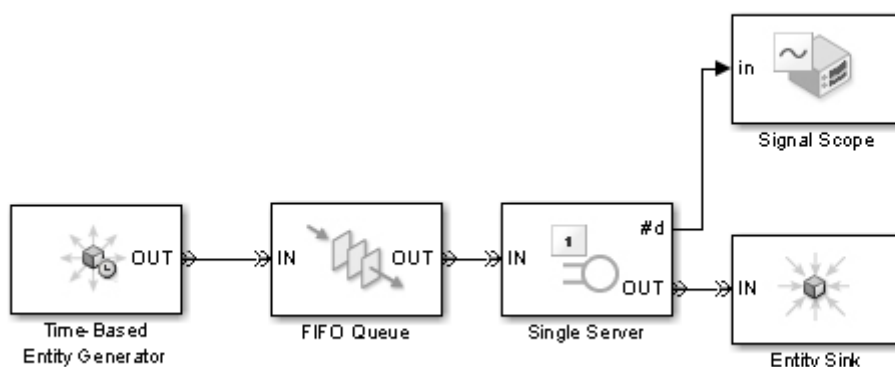 in
Signal Scope
OUT
Time-Based
Entity Generator
IN
OUT
FIFO Queue
IN
1
#d
OUT
Single Server
IN
Entity Sink